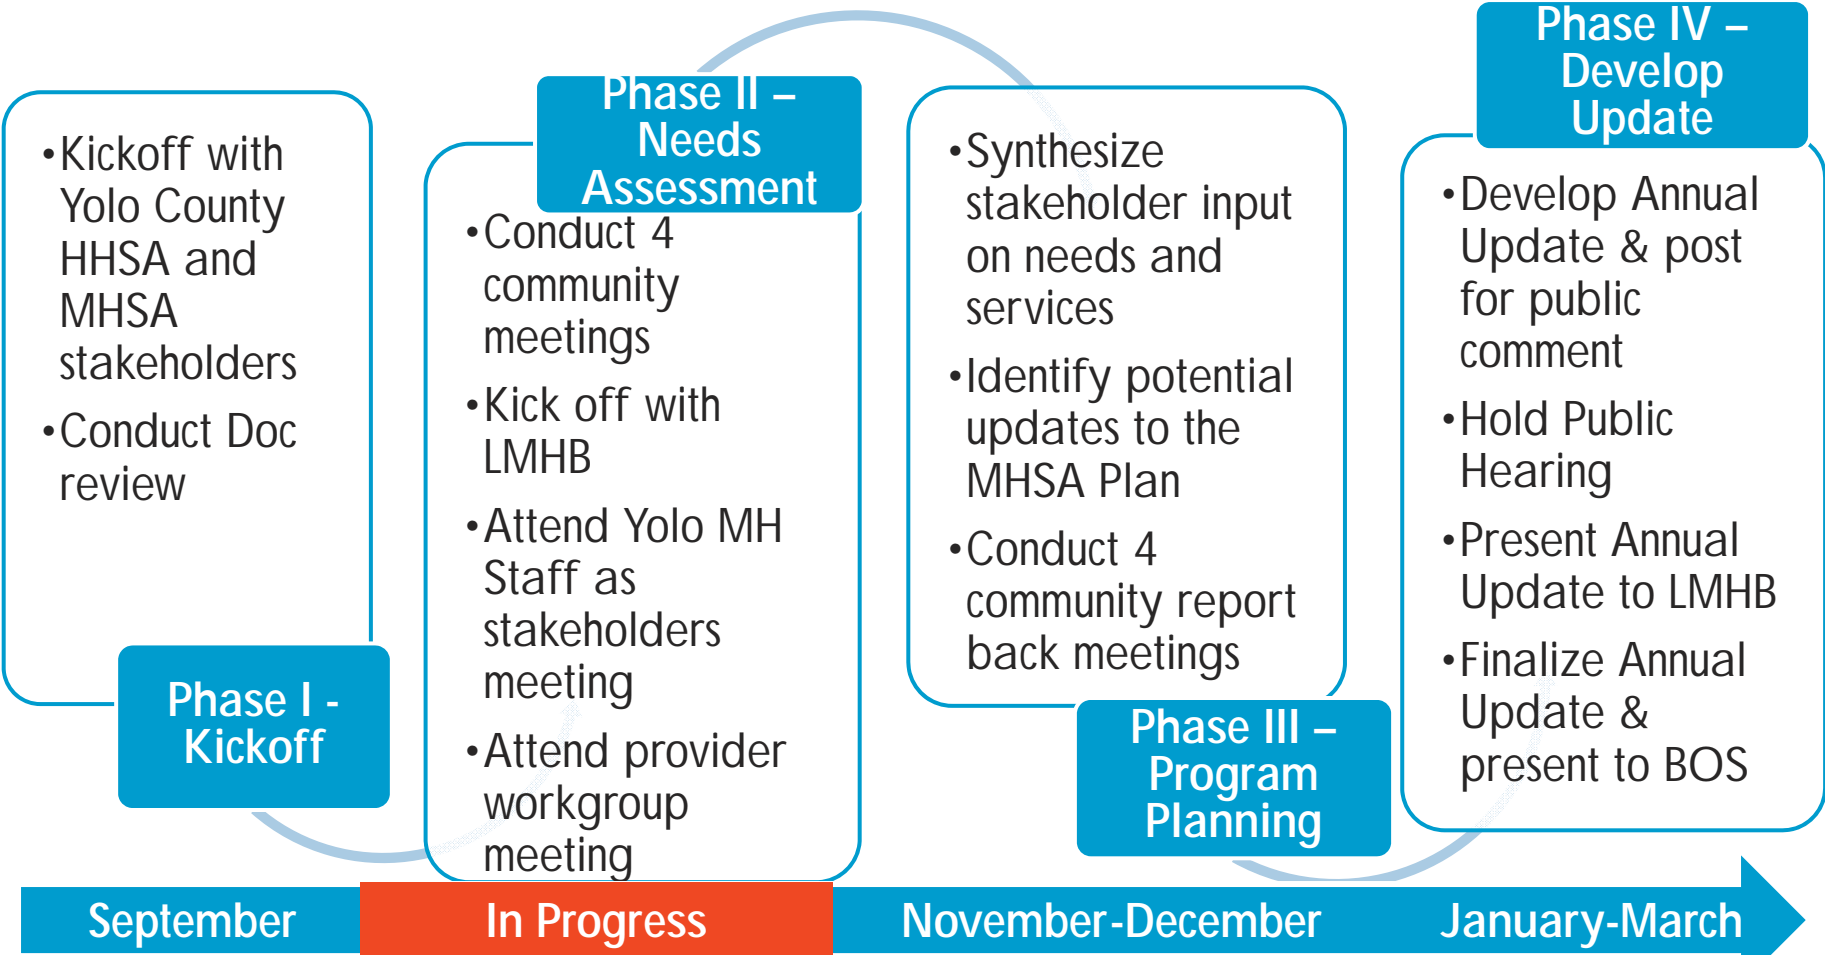 •Kickoff with
Yolo County
HHSA and
MHSA
stakeholders
•Conduct Doc
review
Phase I -
Kickoff
Phase II –
Needs
Assessment
•Conduct 4
community
meetings
•Kick off with
LMHB
•Attend Yolo MH
Staff as
stakeholders
meeting
•Attend provider
workgroup
meeting
•Synthesize
stakeholder input
on needs and
services
•Identify potential
updates to the
MHSA Plan
•Conduct 4
community report
back meetings
Phase III –
Program
Planning
Phase IV –
Develop
Update
•Develop Annual
Update & post
for public
comment
•Hold Public
Hearing
•Present Annual
Update to LMHB
•Finalize Annual
Update &
present to BOS
September
In Progress
November-December
January-March